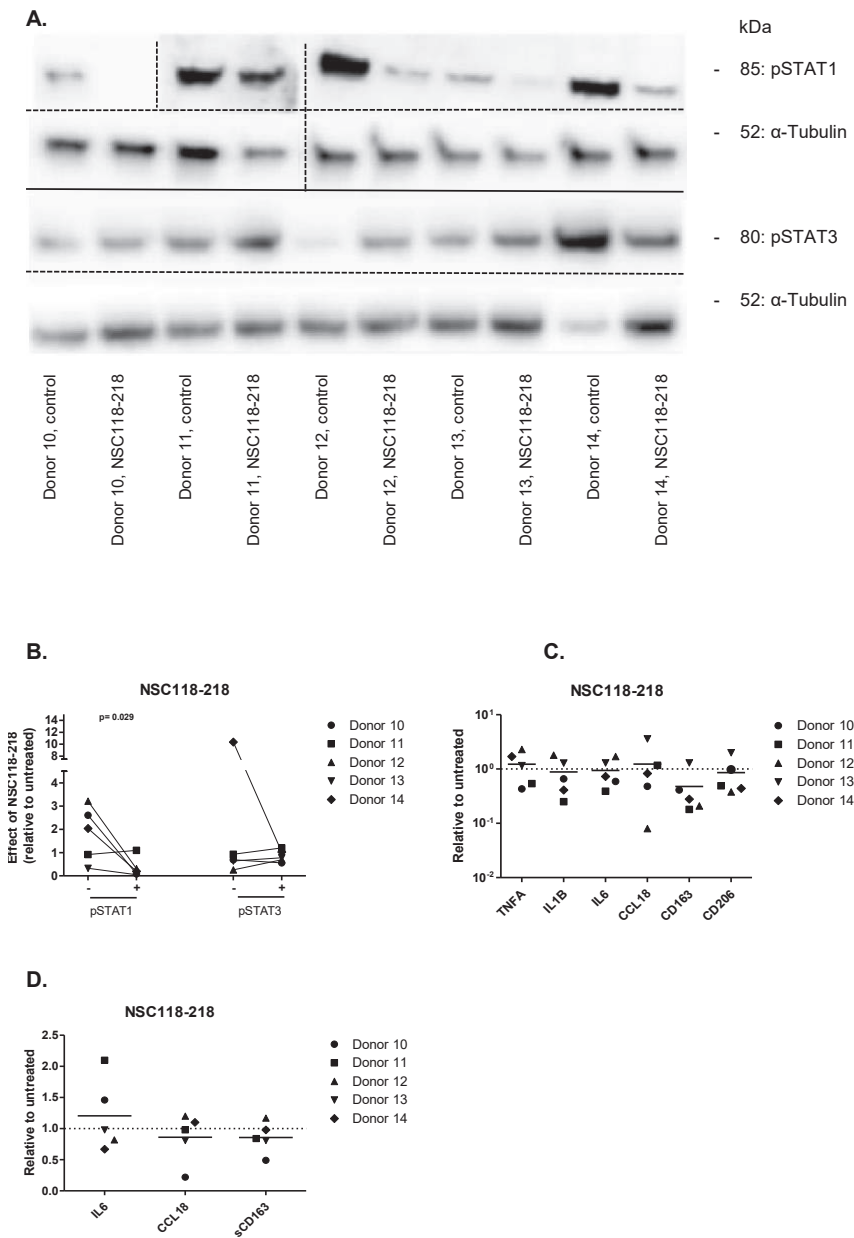 A.
kDa
- 85: pSTAT1
- 52: α-Tubulin
- 80: pSTAT3
- 52: α-Tubulin
Donor 10, control
Donor 10, NSC118-218
Donor 11, control
Donor 11, NSC118-218
Donor 12, control
Donor 12, NSC118-218
Donor 13, control
Donor 13, NSC118-218
Donor 14, control
Donor 14, NSC118-218
B.
NSC118-218
Effect of NSC118-218
(relative to untreated)
14
12
10
8
6
4
3
2
1
0
p= 0.029
- + - +
pSTAT1 pSTAT3
Donor 10
Donor 11
Donor 12
Donor 13
Donor 14
C.
NSC118-218
Relative to untreated
10¹
10⁰
10⁻¹
10⁻²
TNFA IL1B IL6 CCL18 CD163 CD206
Donor 10
Donor 11
Donor 12
Donor 13
Donor 14
D.
NSC118-218
Relative to untreated
2.5
2.0
1.5
1.0
0.5
0.0
IL6 CCL18 sCD163
Donor 10
Donor 11
Donor 12
Donor 13
Donor 14